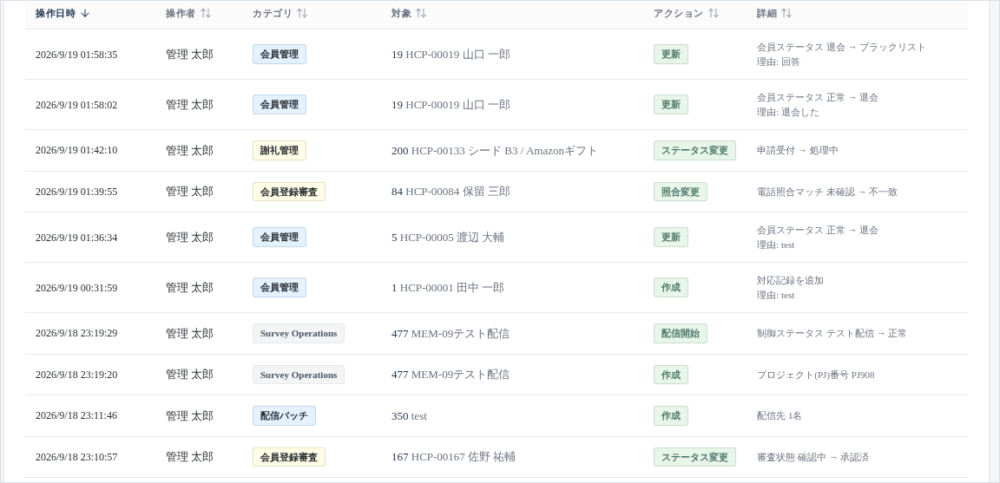 操作日時 操作者 カテゴリ 対象 アクション 詳細
2026/9/19 01:58:35 管理 太郎 会員管理 19 HCP-00019 山口 一郎 更新 会員ステータス 退会 → ブラックリスト
理由: 回答
2026/9/19 01:58:02 管理 太郎 会員管理 19 HCP-00019 山口 一郎 更新 会員ステータス 正常 → 退会
理由: 退会した
2026/9/19 01:42:10 管理 太郎 謝礼管理 200 HCP-00133 シード B3 / Amazonギフト ステータス変更 申請受付 → 処理中
2026/9/19 01:39:55 管理 太郎 会員登録審査 84 HCP-00084 保留 三郎 照合変更 電話照合マッチ 未確認 → 不一致
2026/9/19 01:36:34 管理 太郎 会員管理 5 HCP-00005 渡辺 大輔 更新 会員ステータス 正常 → 退会
理由: test
2026/9/19 00:31:59 管理 太郎 会員管理 1 HCP-00001 田中 一郎 作成 対応記録を追加
理由: test
2026/9/18 23:19:29 管理 太郎 Survey Operations 477 MEM-09テスト配信 配信開始 制御ステータス テスト配信 → 正常
2026/9/18 23:19:20 管理 太郎 Survey Operations 477 MEM-09テスト配信 作成 プロジェクト(PJ)番号 PJ908
2026/9/18 23:11:46 管理 太郎 配信バッチ 350 test 作成 配信先 1名
2026/9/18 23:10:57 管理 太郎 会員登録審査 167 HCP-00167 佐野 祐輔 ステータス変更 審査状態 確認中 → 承認済